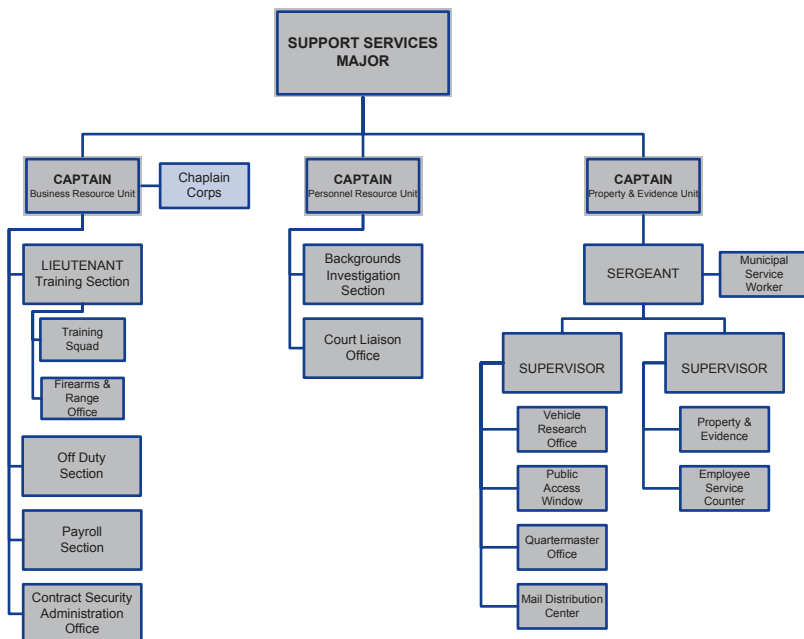 SUPPORT SERVICES
MAJOR
CAPTAIN
Business Resource Unit
Chaplain
Corps
CAPTAIN
Personnel Resource Unit
CAPTAIN
Property & Evidence Unit
LIEUTENANT
Training Section
Training
Squad
Firearms &
Range
Office
Off Duty
Section
Payroll
Section
Contract Security
Administration
Office
Backgrounds
Investigation
Section
Court Liaison
Office
SERGEANT
Municipal
Service
Worker
SUPERVISOR
Vehicle
Research
Office
Public
Access
Window
Quartermaster
Office
Mail Distribution
Center
SUPERVISOR
Property &
Evidence
Employee
Service
Counter